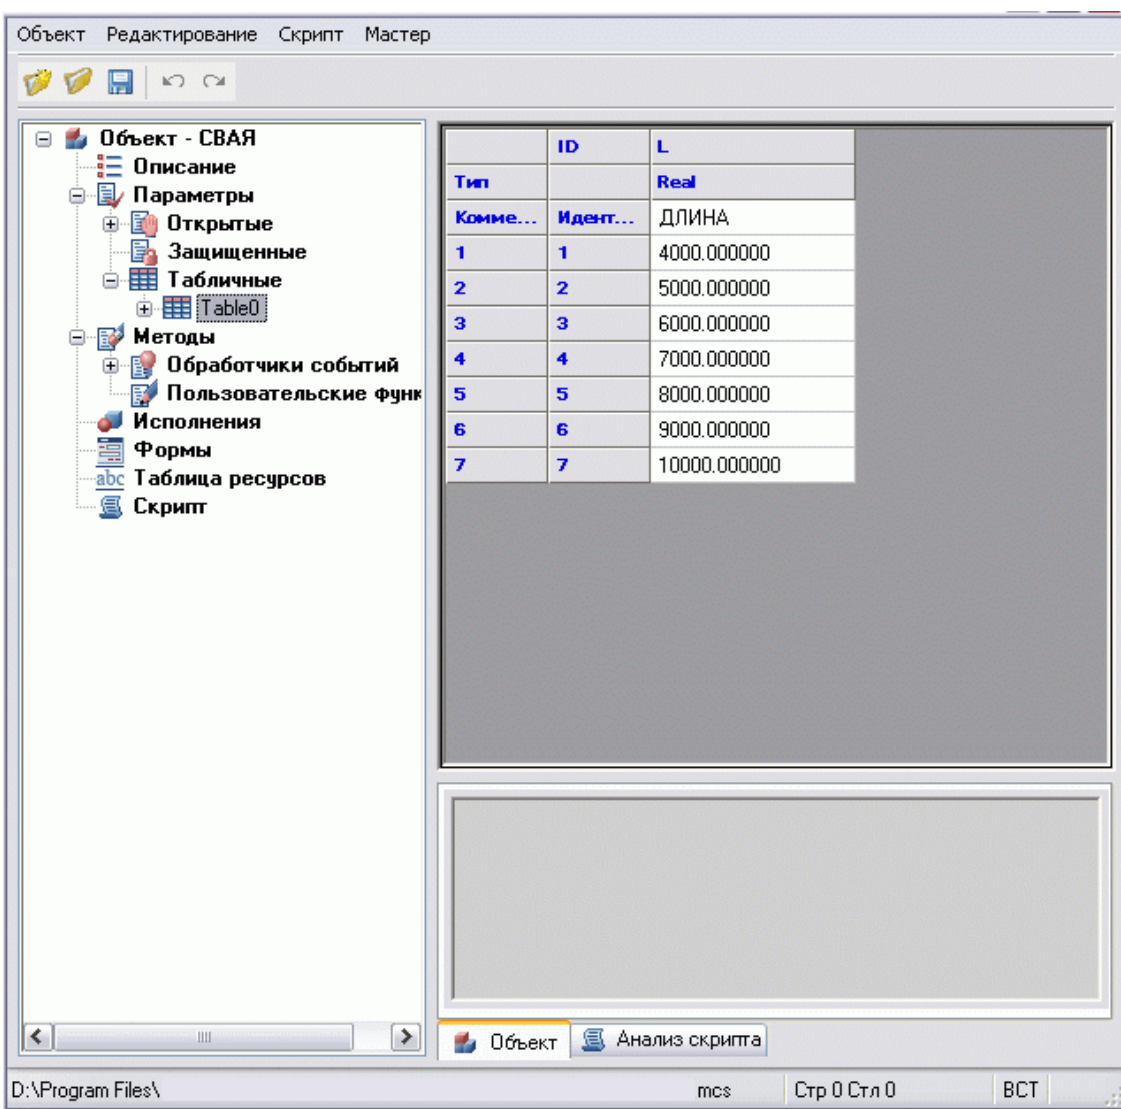 Объект Редактирование Скрипт Мастер
Объект - СВАЯ
Описание
Параметры
Открытые
Защищенные
Табличные
Table0
Методы
Обработчики событий
Пользовательские функ
Исполнения
Формы
abc Таблица ресурсов
Скрипт
ID L
Тип Real
Комме... Идент... ДЛИНА
1 1 4000.000000
2 2 5000.000000
3 3 6000.000000
4 4 7000.000000
5 5 8000.000000
6 6 9000.000000
7 7 10000.000000
Объект Анализ скрипта
D:\Program Files\ mcs Стр 0 Стл 0 ВСТ